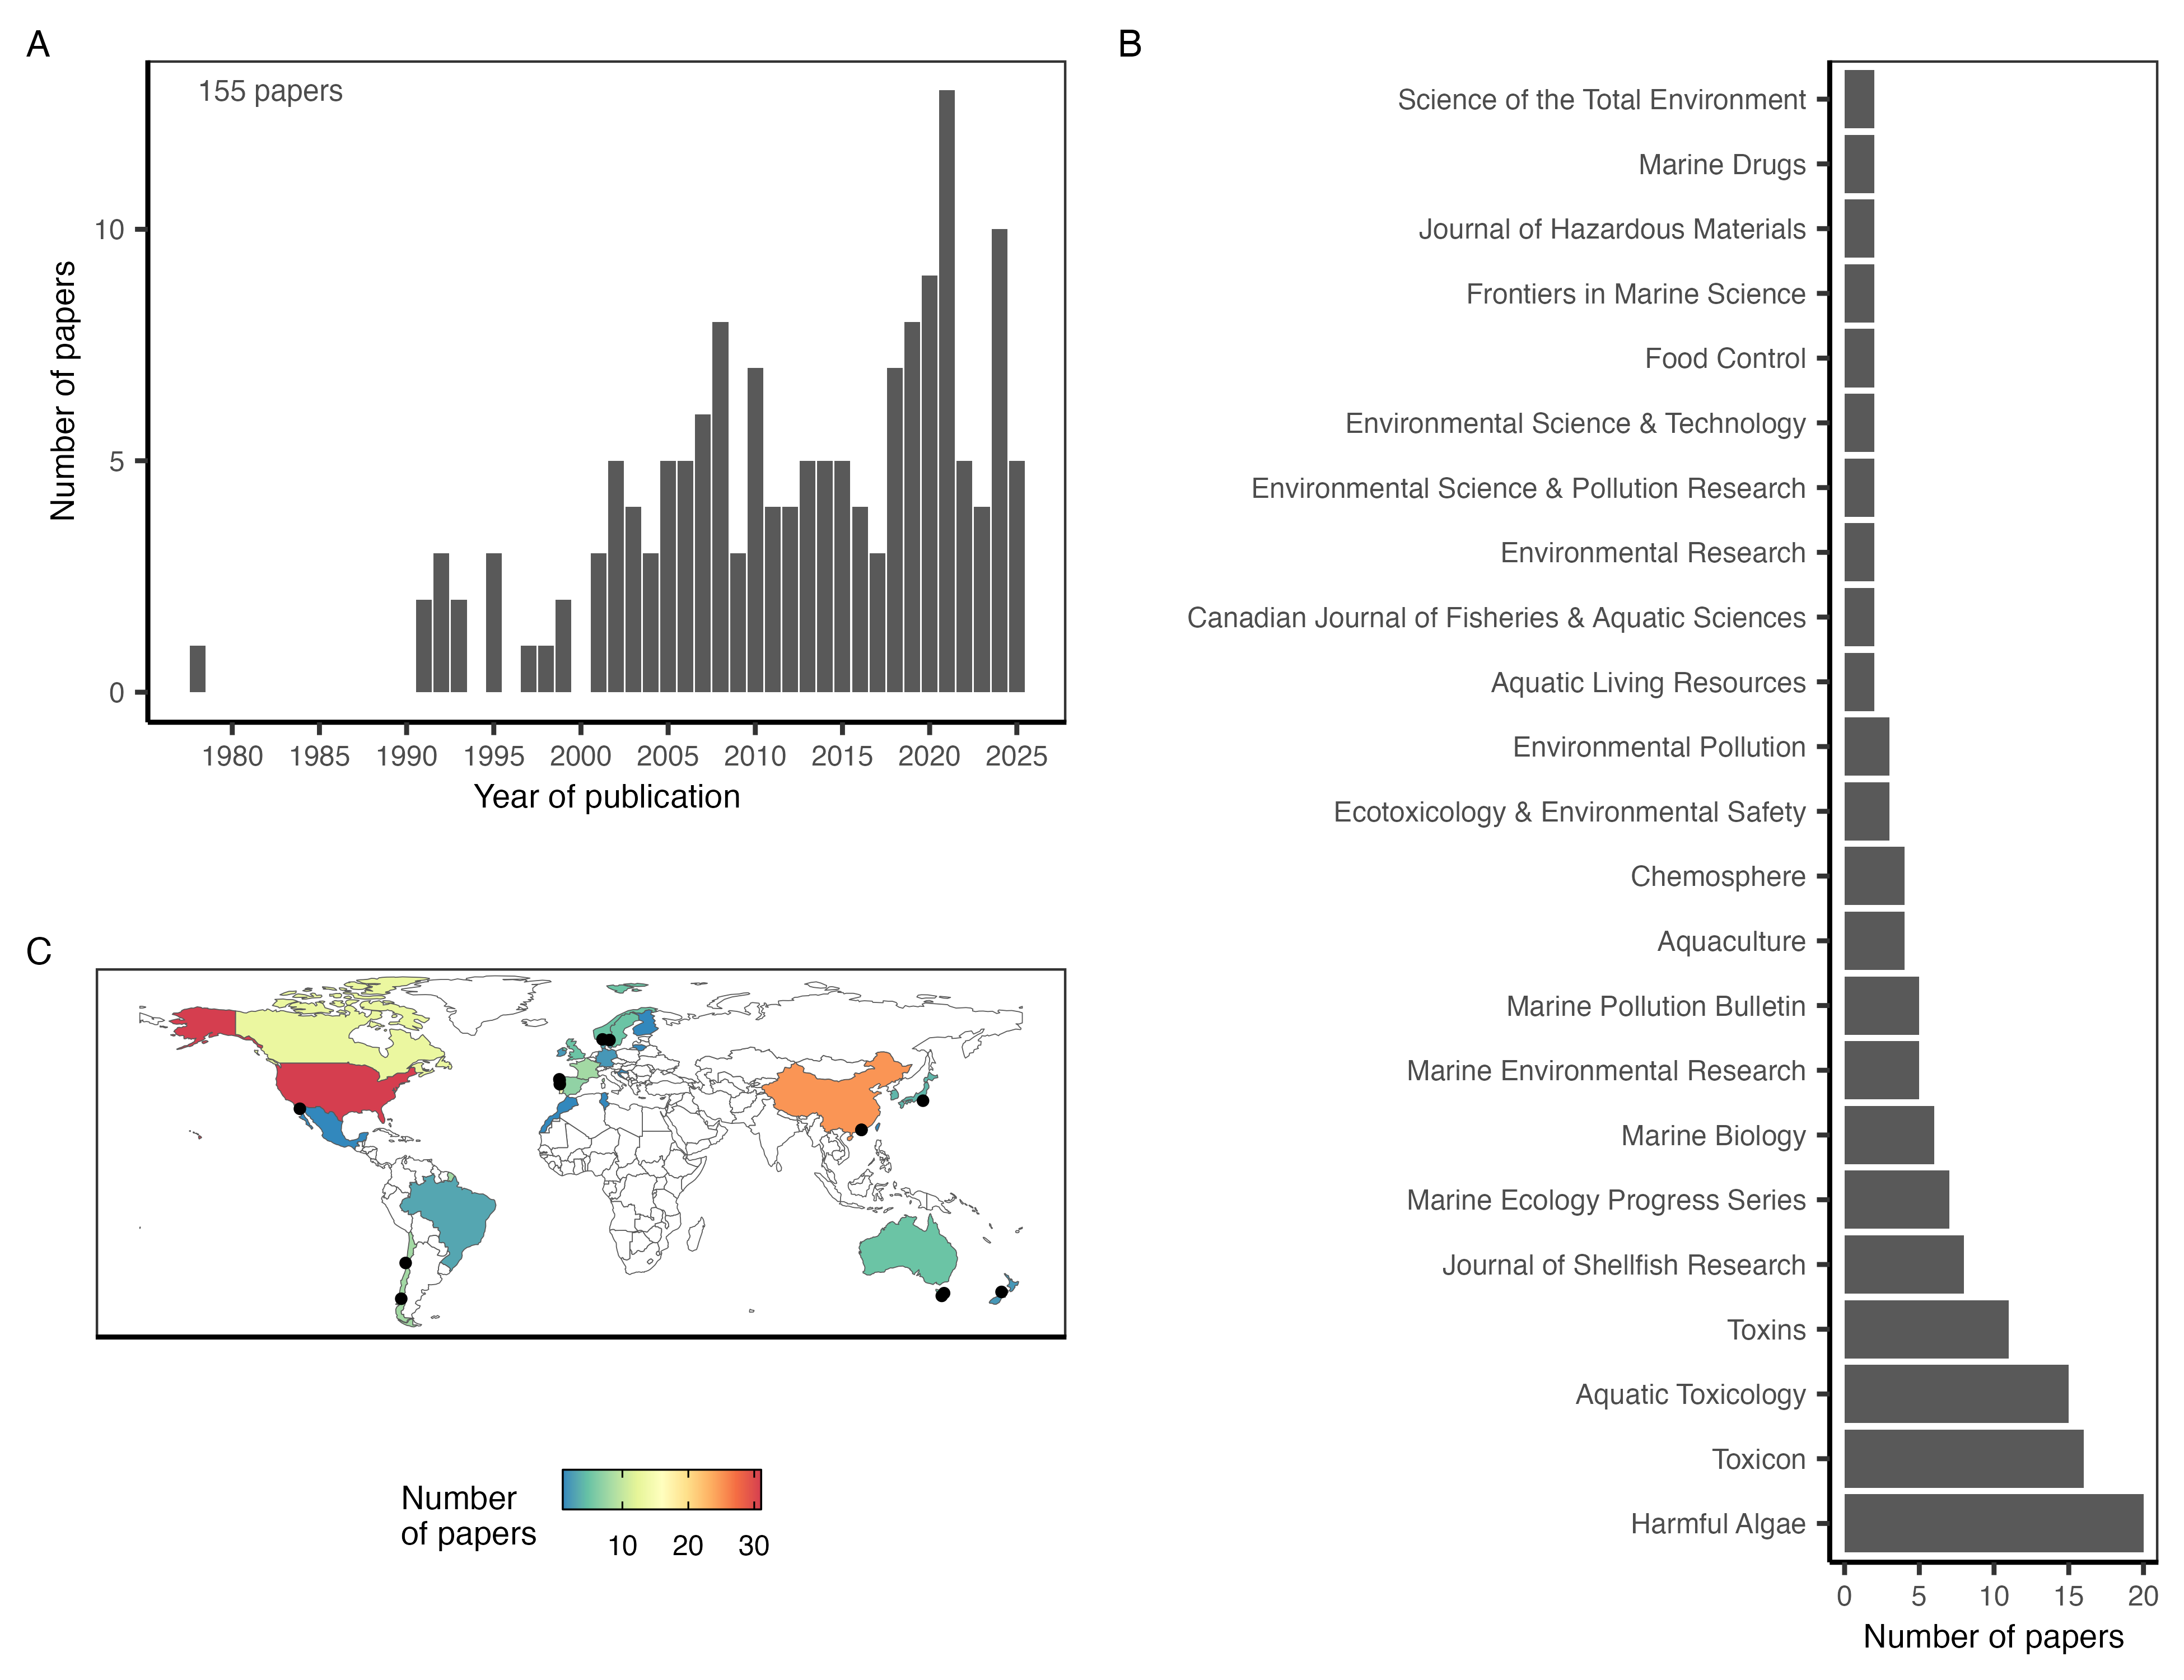 A
155 papers
Number of papers
10
5
0
1980 1985 1990 1995 2000 2005 2010 2015 2020 2025
Year of publication
B
Science of the Total Environment
Marine Drugs
Journal of Hazardous Materials
Frontiers in Marine Science
Food Control
Environmental Science & Technology
Environmental Science & Pollution Research
Environmental Research
Canadian Journal of Fisheries & Aquatic Sciences
Aquatic Living Resources
Environmental Pollution
Ecotoxicology & Environmental Safety
Chemosphere
Aquaculture
Marine Pollution Bulletin
Marine Environmental Research
Marine Biology
Marine Ecology Progress Series
Journal of Shellfish Research
Toxins
Aquatic Toxicology
Toxicon
Harmful Algae
0 5 10 15 20
Number of papers
C
Number
of papers
10 20 30